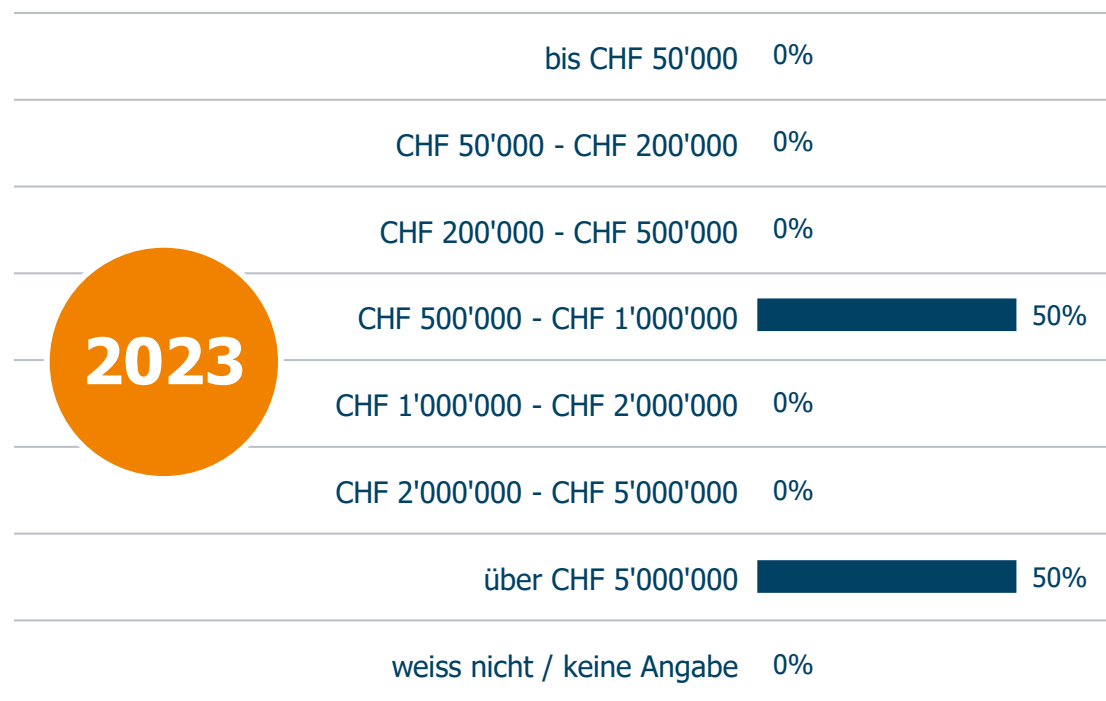 bis CHF 50'000 0%
CHF 50'000 - CHF 200'000 0%
CHF 200'000 - CHF 500'000 0%
CHF 500'000 - CHF 1'000'000 50%
2023
CHF 1'000'000 - CHF 2'000'000 0%
CHF 2'000'000 - CHF 5'000'000 0%
über CHF 5'000'000 50%
weiss nicht / keine Angabe 0%